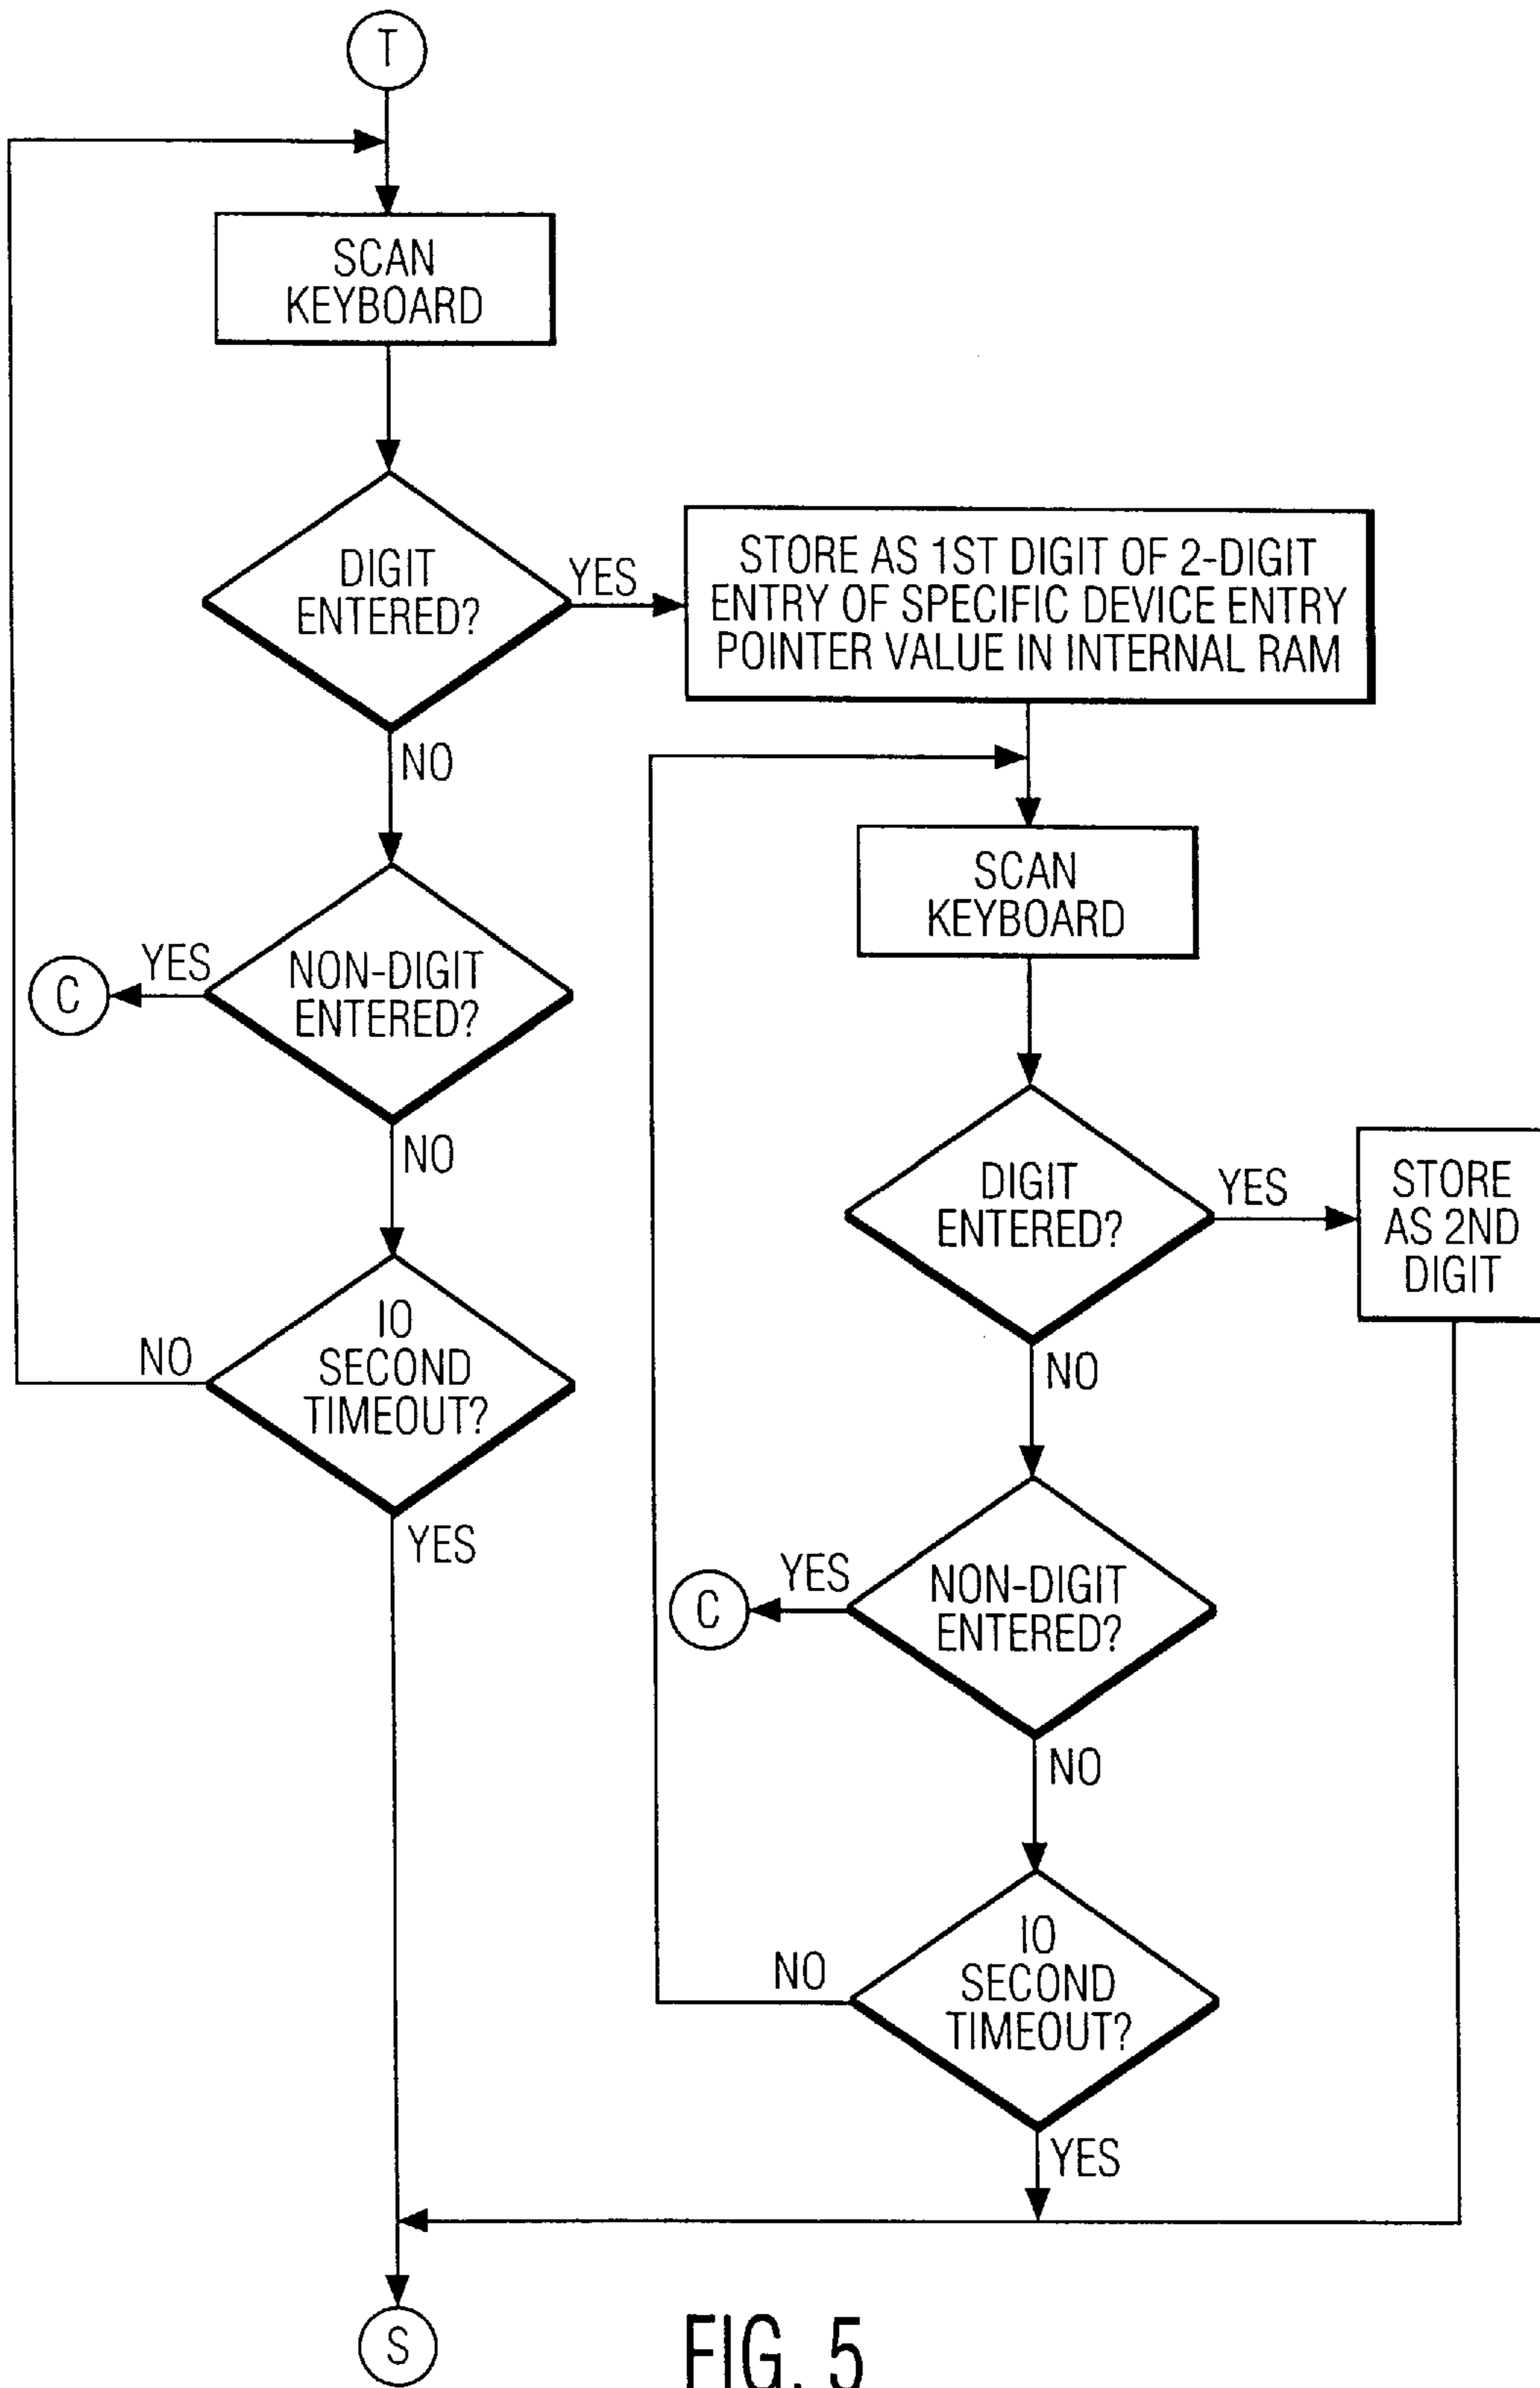 T
SCAN
KEYBOARD
DIGIT
ENTERED?
YES
NO
STORE AS 1ST DIGIT OF 2-DIGIT
ENTRY OF SPECIFIC DEVICE ENTRY
POINTER VALUE IN INTERNAL RAM
NON-DIGIT
ENTERED?
YES
C
NO
10
SECOND
TIMEOUT?
NO
YES
SCAN
KEYBOARD
DIGIT
ENTERED?
YES
NO
STORE
AS 2ND
DIGIT
NON-DIGIT
ENTERED?
YES
C
NO
10
SECOND
TIMEOUT?
NO
YES
S
FIG. 5